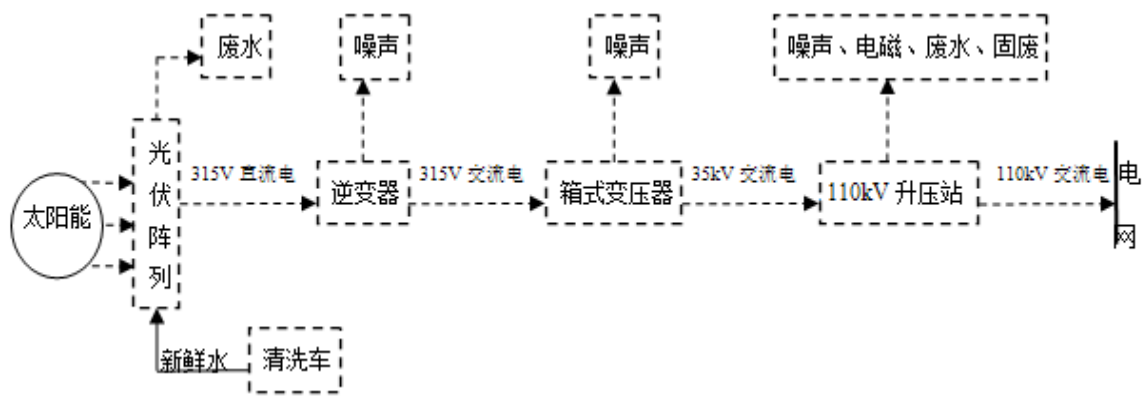 废水
噪声
噪声
噪声、电磁、废水、固废
太阳能
光伏阵列
315V 直流电
逆变器
315V 交流电
箱式变压器
35kV 交流电
110kV 升压站
110kV 交流电
电网
新鲜水
清洗车